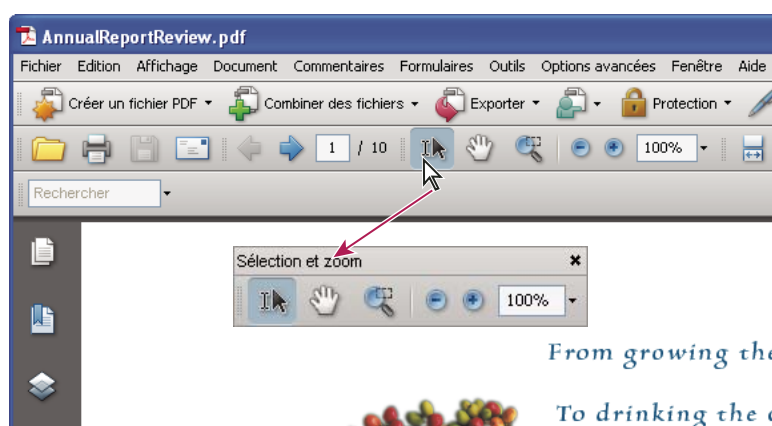 AnnualReportReview.pdf
Fichier Edition Affichage Document Commentaires Formulaires Outils Options avancées Fenêtre Aide
Créer un fichier PDF Combiner des fichiers Exporter Protection
1 / 10 100%
Rechercher
Sélection et zoom
100%
From growing the
To drinking the